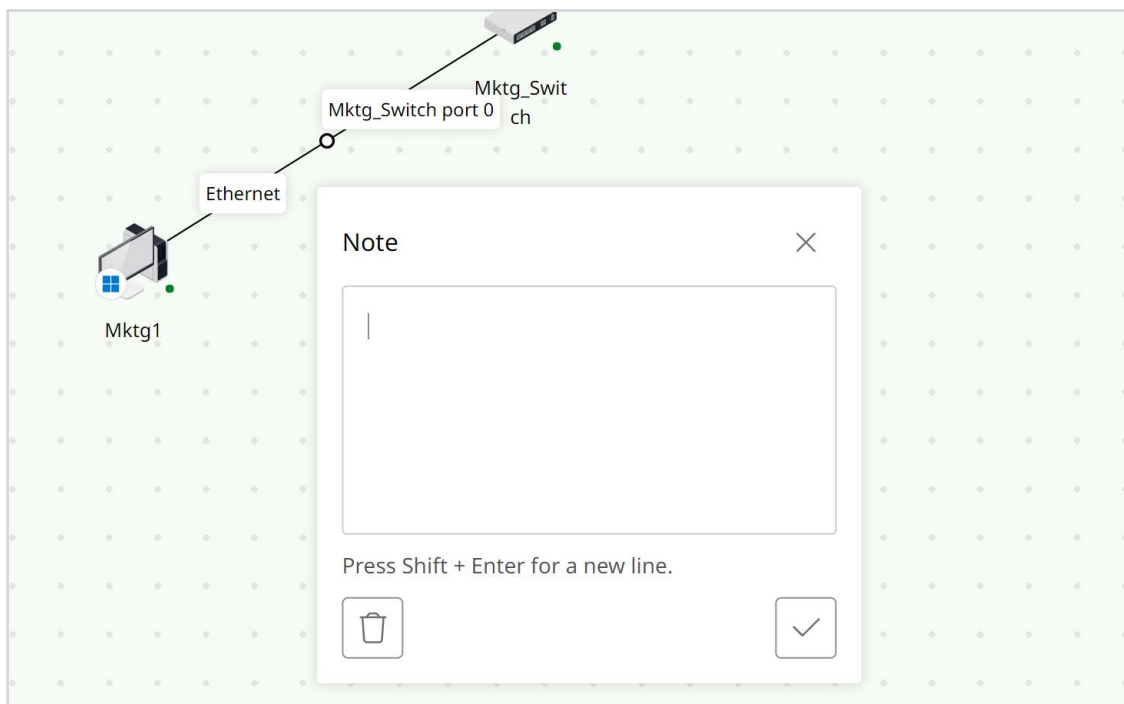 Mktg_Swit
ch
Mktg_Switch port 0
Ethernet
Mktg1
Note
Press Shift + Enter for a new line.